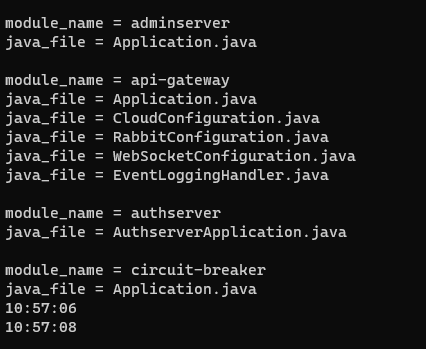 module_name = adminserver
java_file = Application.java
module_name = api-gateway
java_file = Application.java
java_file = CloudConfiguration.java
java_file = RabbitConfiguration.java
java_file = WebSocketConfiguration.java
java_file = EventLoggingHandler.java
module_name = authserver
java_file = AuthserverApplication.java
module_name = circuit-breaker
java_file = Application.java
10:57:06
10:57:08